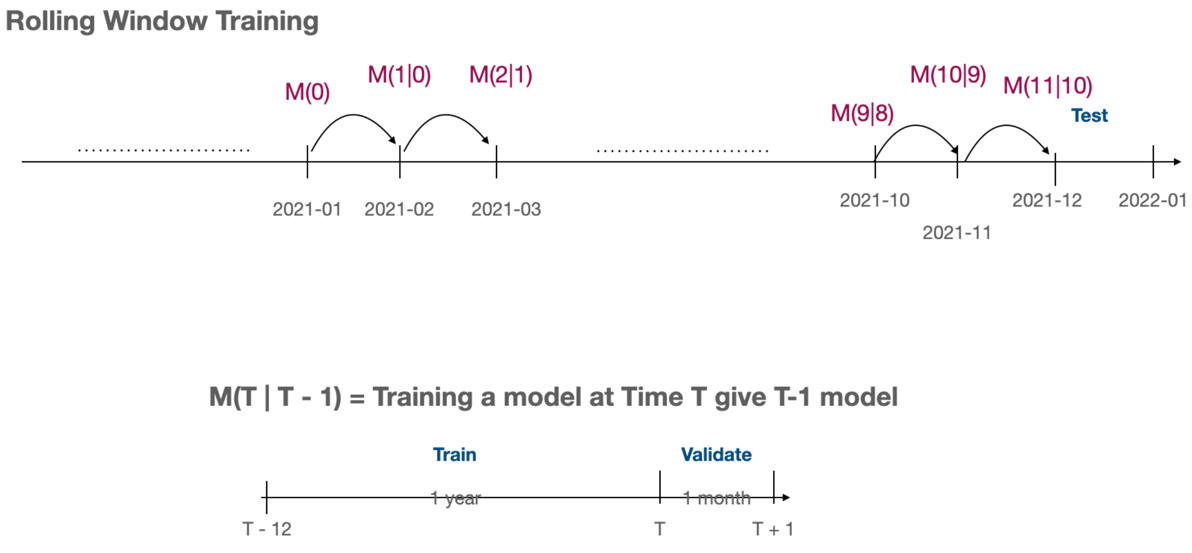 Rolling Window Training
M(0)
M(1|0)
M(2|1)
M(9|8)
M(10|9)
M(11|10)
Test
2021-01
2021-02
2021-03
2021-10
2021-11
2021-12
2022-01
M(T | T - 1) = Training a model at Time T give T-1 model
Train
Validate
1 year
1 month
T - 12
T
T + 1